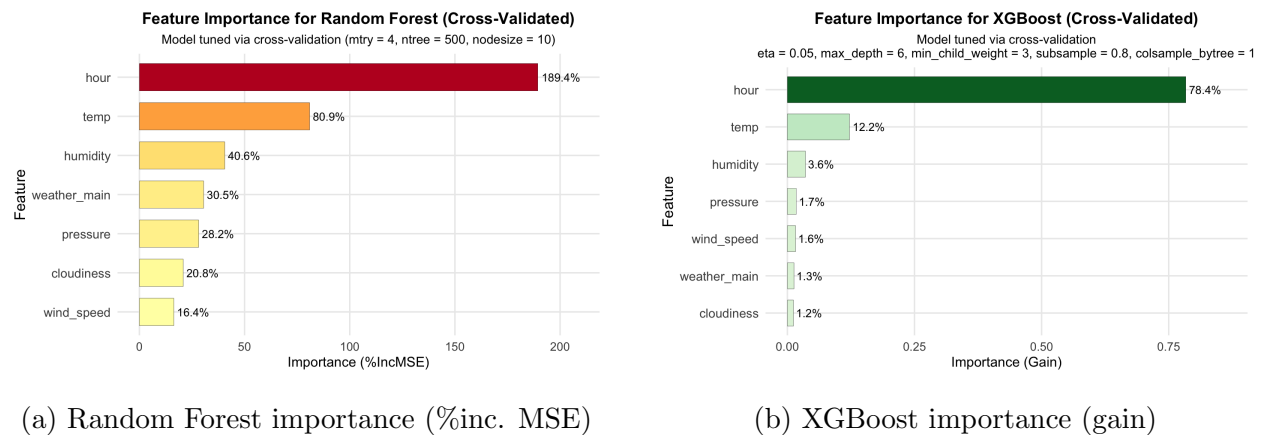 Feature Importance for Random Forest (Cross-Validated)
Model tuned via cross-validation (mtry = 4, ntree = 500, nodesize = 10)
Feature
hour
189.4%
temp
80.9%
humidity
40.6%
weather_main
30.5%
pressure
28.2%
cloudiness
20.8%
wind_speed
16.4%
0 50 100 150 200
Importance (%IncMSE)
(a) Random Forest importance (%inc. MSE)
Feature Importance for XGBoost (Cross-Validated)
Model tuned via cross-validation
eta = 0.05, max_depth = 6, min_child_weight = 3, subsample = 0.8, colsample_bytree = 1
Feature
hour
78.4%
temp
12.2%
humidity
3.6%
pressure
1.7%
wind_speed
1.6%
weather_main
1.3%
cloudiness
1.2%
0.00 0.25 0.50 0.75
Importance (Gain)
(b) XGBoost importance (gain)